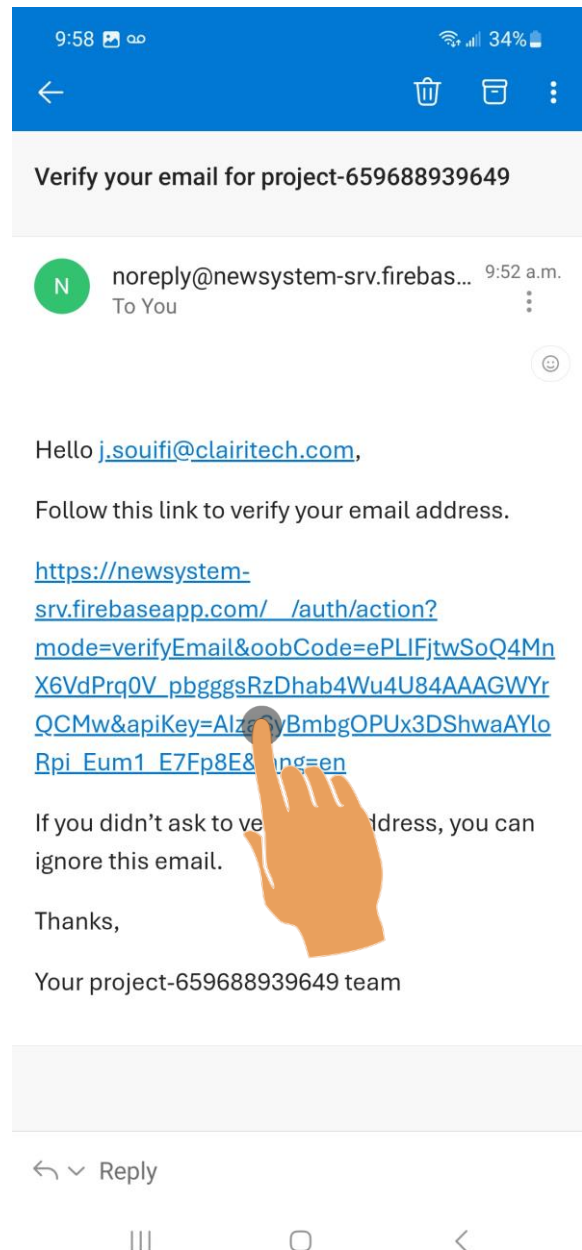 9:58 34%
Verify your email for project-659688939649
N
noreply@newsystem-srv.firebas... 9:52 a.m.
To You
Hello j.souifi@clairitech.com,
Follow this link to verify your email address.
https://newsystem-
srv.firebaseapp.com/__/auth/action?
mode=verifyEmail&oobCode=ePLIFjtwSoQ4Mn
X6VdPrq0V_pbgggsRzDhab4Wu4U84AAAGWYr
QCMw&apiKey=AIza yBmbgOPUx3DShwaAYlo
Rpi_Eum1_E7Fp8E& ng=en
If you didn’t ask to ve dress, you can
ignore this email.
Thanks,
Your project-659688939649 team
Reply